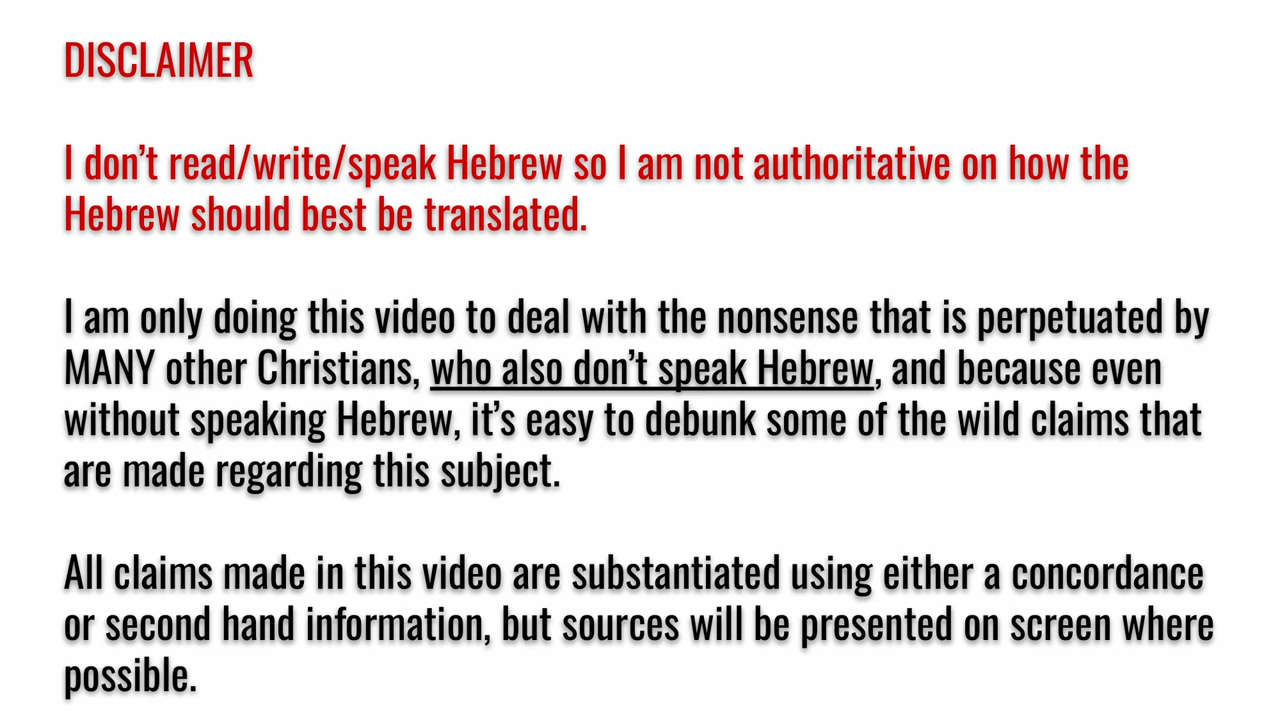 DISCLAIMER
I don’t read/write/speak Hebrew so I am not authoritative on how the
Hebrew should best be translated.
I am only doing this video to deal with the nonsense that is perpetuated by
MANY other Christians, who also don’t speak Hebrew, and because even
without speaking Hebrew, it’s easy to debunk some of the wild claims that
are made regarding this subject.
All claims made in this video are substantiated using either a concordance
or second hand information, but sources will be presented on screen where
possible.